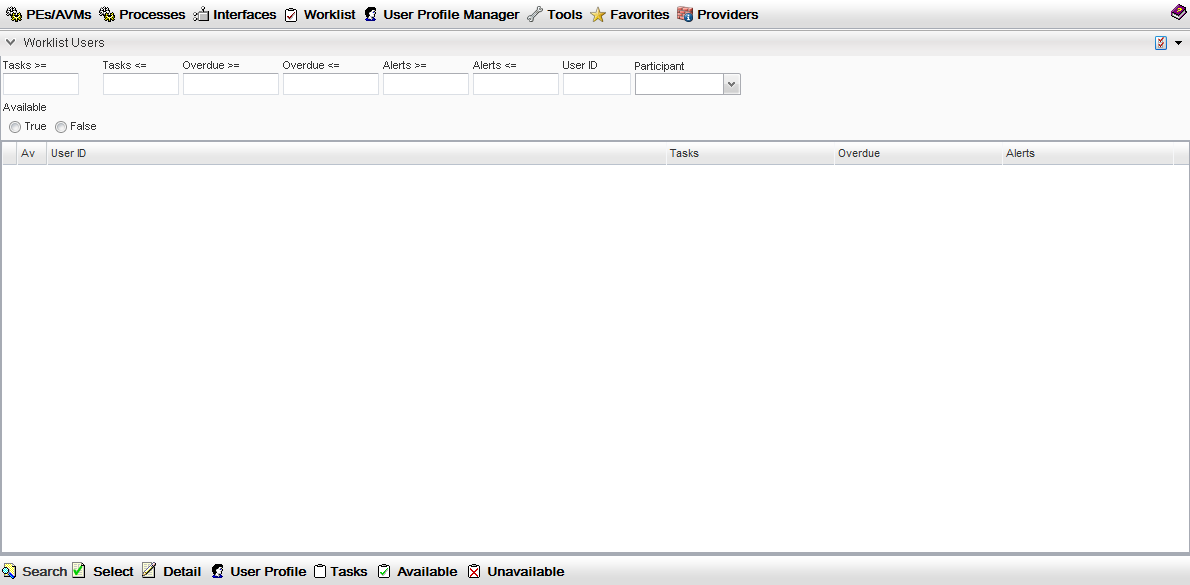 PEs/AVMs Processes Interfaces Worklist User Profile Manager Tools Favorites Providers
Worklist Users
Tasks >= Tasks <= Overdue >= Overdue <= Alerts >= Alerts <= User ID Participant
Available
True False
Av User ID Tasks Overdue Alerts
Search Select Detail User Profile Tasks Available Unavailable